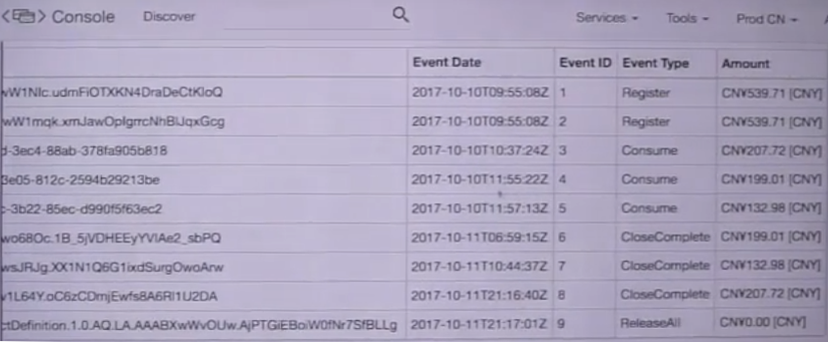 Console Discover Services Tools Prod CN
Event Date Event ID Event Type Amount
wW1NIc.udmFiOTXKN4DraDeCtKloQ 2017-10-10T09:55:08Z 1 Register CN¥539.71 [CNY]
wW1mqk.xmJawOplgrrcNhBlJqxGcg 2017-10-10T09:55:08Z 2 Register CN¥539.71 [CNY]
d-3ec4-88ab-378fa905b818 2017-10-10T10:37:24Z 3 Consume CN¥207.72 [CNY]
3e05-812c-2594b29213be 2017-10-10T11:55:22Z 4 Consume CN¥199.01 [CNY]
c-3b22-85ec-d990f5f63ec2 2017-10-10T11:57:13Z 5 Consume CN¥132.98 [CNY]
wo68Oc.1B_5jVDHEEyYVlAe2_sbPQ 2017-10-11T06:59:15Z 6 CloseComplete CN¥199.01 [CNY]
wsJRJg.XX1N1Q6G1ixdSurgOwoArw 2017-10-11T10:44:37Z 7 CloseComplete CN¥132.98 [CNY]
v1L64Y.oC6zCDmjEwfs8A6Rl1U2DA 2017-10-11T21:16:40Z 8 CloseComplete CN¥207.72 [CNY]
ctDefinition.1.0.AQ.LA.AAABXwWvOUw.AjPTGiEBoiW0fNr7SfBLLg 2017-10-11T21:17:01Z 9 ReleaseAll CN¥0.00 [CNY]